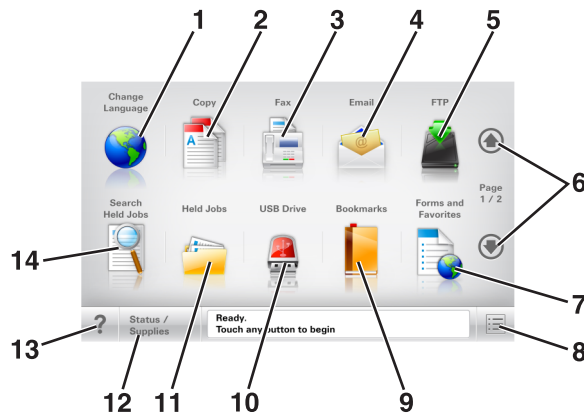 1 2 3 4 5
Change Language
Copy
Fax
Email
FTP
A
@
6
Page
1 / 2
Search Held Jobs
Held Jobs
USB Drive
Bookmarks
Forms and Favorites
14
7
?
Status / Supplies
Ready.
Touch any button to begin
8
13
12
11
10
9